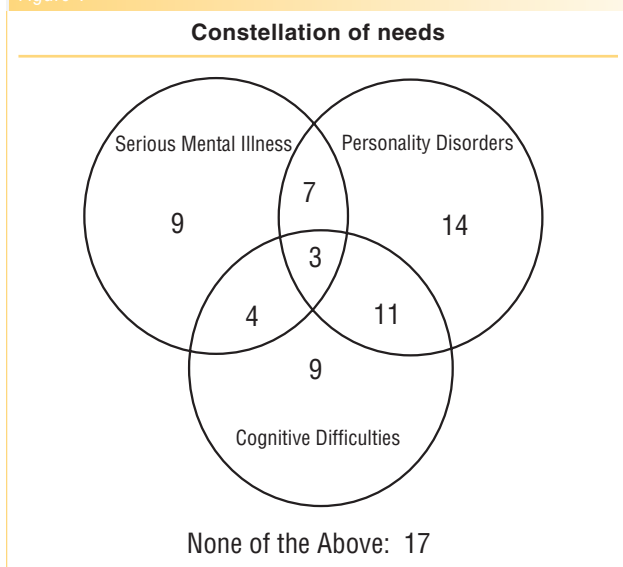 Constellation of needs
Serious Mental Illness
Personality Disorders
7
9
14
3
4
11
9
Cognitive Difficulties
None of the Above: 17